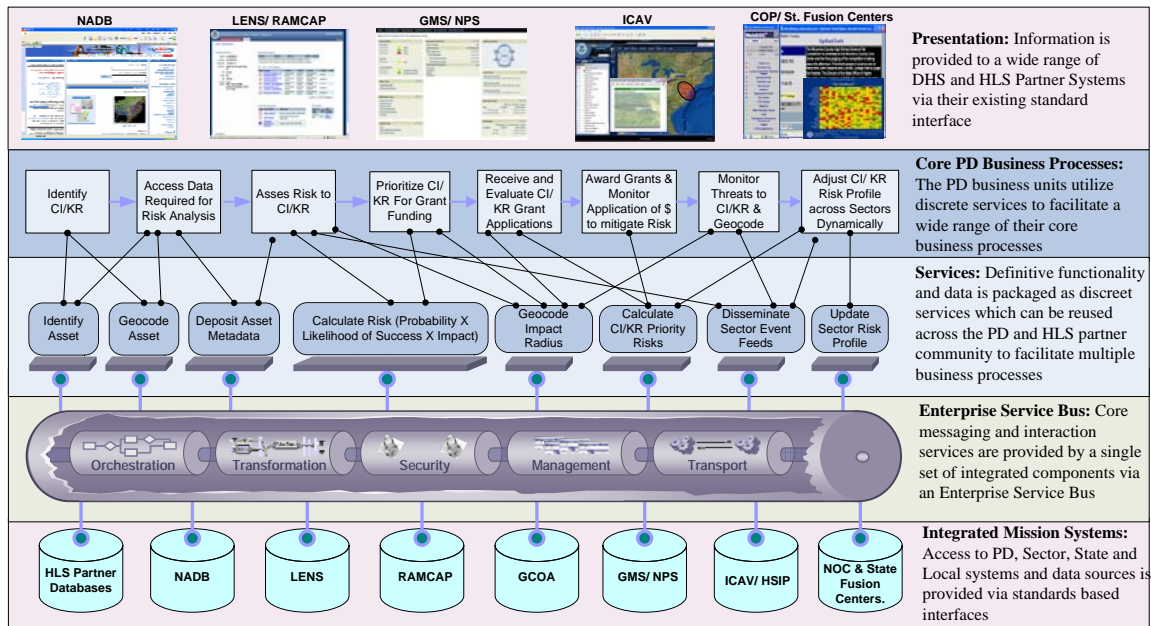 NADB
LENS/ RAMCAP
GMS/ NPS
ICAV
COP/ St. Fusion Centers
Presentation: Information is
provided to a wide range of
DHS and HLS Partner Systems
via their existing standard
interface
Core PD Business Processes:
The PD business units utilize
discrete services to facilitate a
wide range of their core
business processes
Identify
CI/KR
Access Data
Required for
Risk Analysis
Asses Risk to
CI/KR
Prioritize CI/
KR For Grant
Funding
Receive and
Evaluate CI/
KR Grant
Applications
Award Grants &
Monitor
Application of $
to mitigate Risk
Monitor
Threats to
CI/KR &
Geocode
Adjust CI/ KR
Risk Profile
across Sectors
Dynamically
Services: Definitive functionality
and data is packaged as discreet
services which can be reused
across the PD and HLS partner
community to facilitate multiple
business processes
Identify
Asset
Geocode
Asset
Deposit Asset
Metadata
Calculate Risk (Probability X
Likelihood of Success X Impact)
Geocode
Impact
Radius
Calculate
CI/KR Priority
Risks
Disseminate
Sector Event
Feeds
Update
Sector Risk
Profile
Enterprise Service Bus: Core
messaging and interaction
services are provided by a single
set of integrated components via
an Enterprise Service Bus
Orchestration
Transformation
Security
Management
Transport
Integrated Mission Systems:
Access to PD, Sector, State and
Local systems and data sources is
provided via standards based
interfaces
HLS Partner
Databases
NADB
LENS
RAMCAP
GCOA
GMS/ NPS
ICAV/ HSIP
NOC & State
Fusion
Centers.